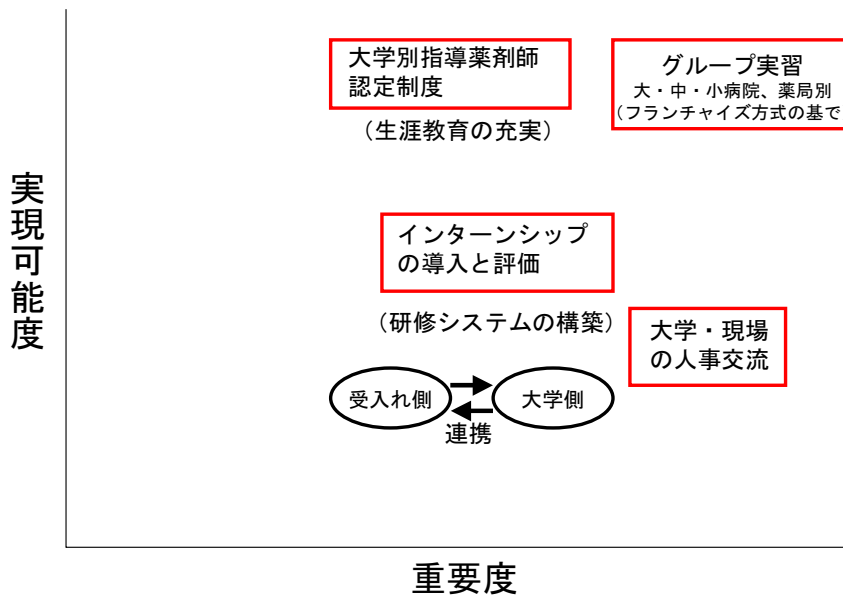 大学別指導薬剤師
認定制度
(生涯教育の充実)
グループ実習
大・中・小病院、薬局別
(フランチャイズ方式の基で
実現可能度
インターンシップ
の導入と評価
(研修システムの構築)
大学・現場
の人事交流
受入れ側
大学側
連携
重要度